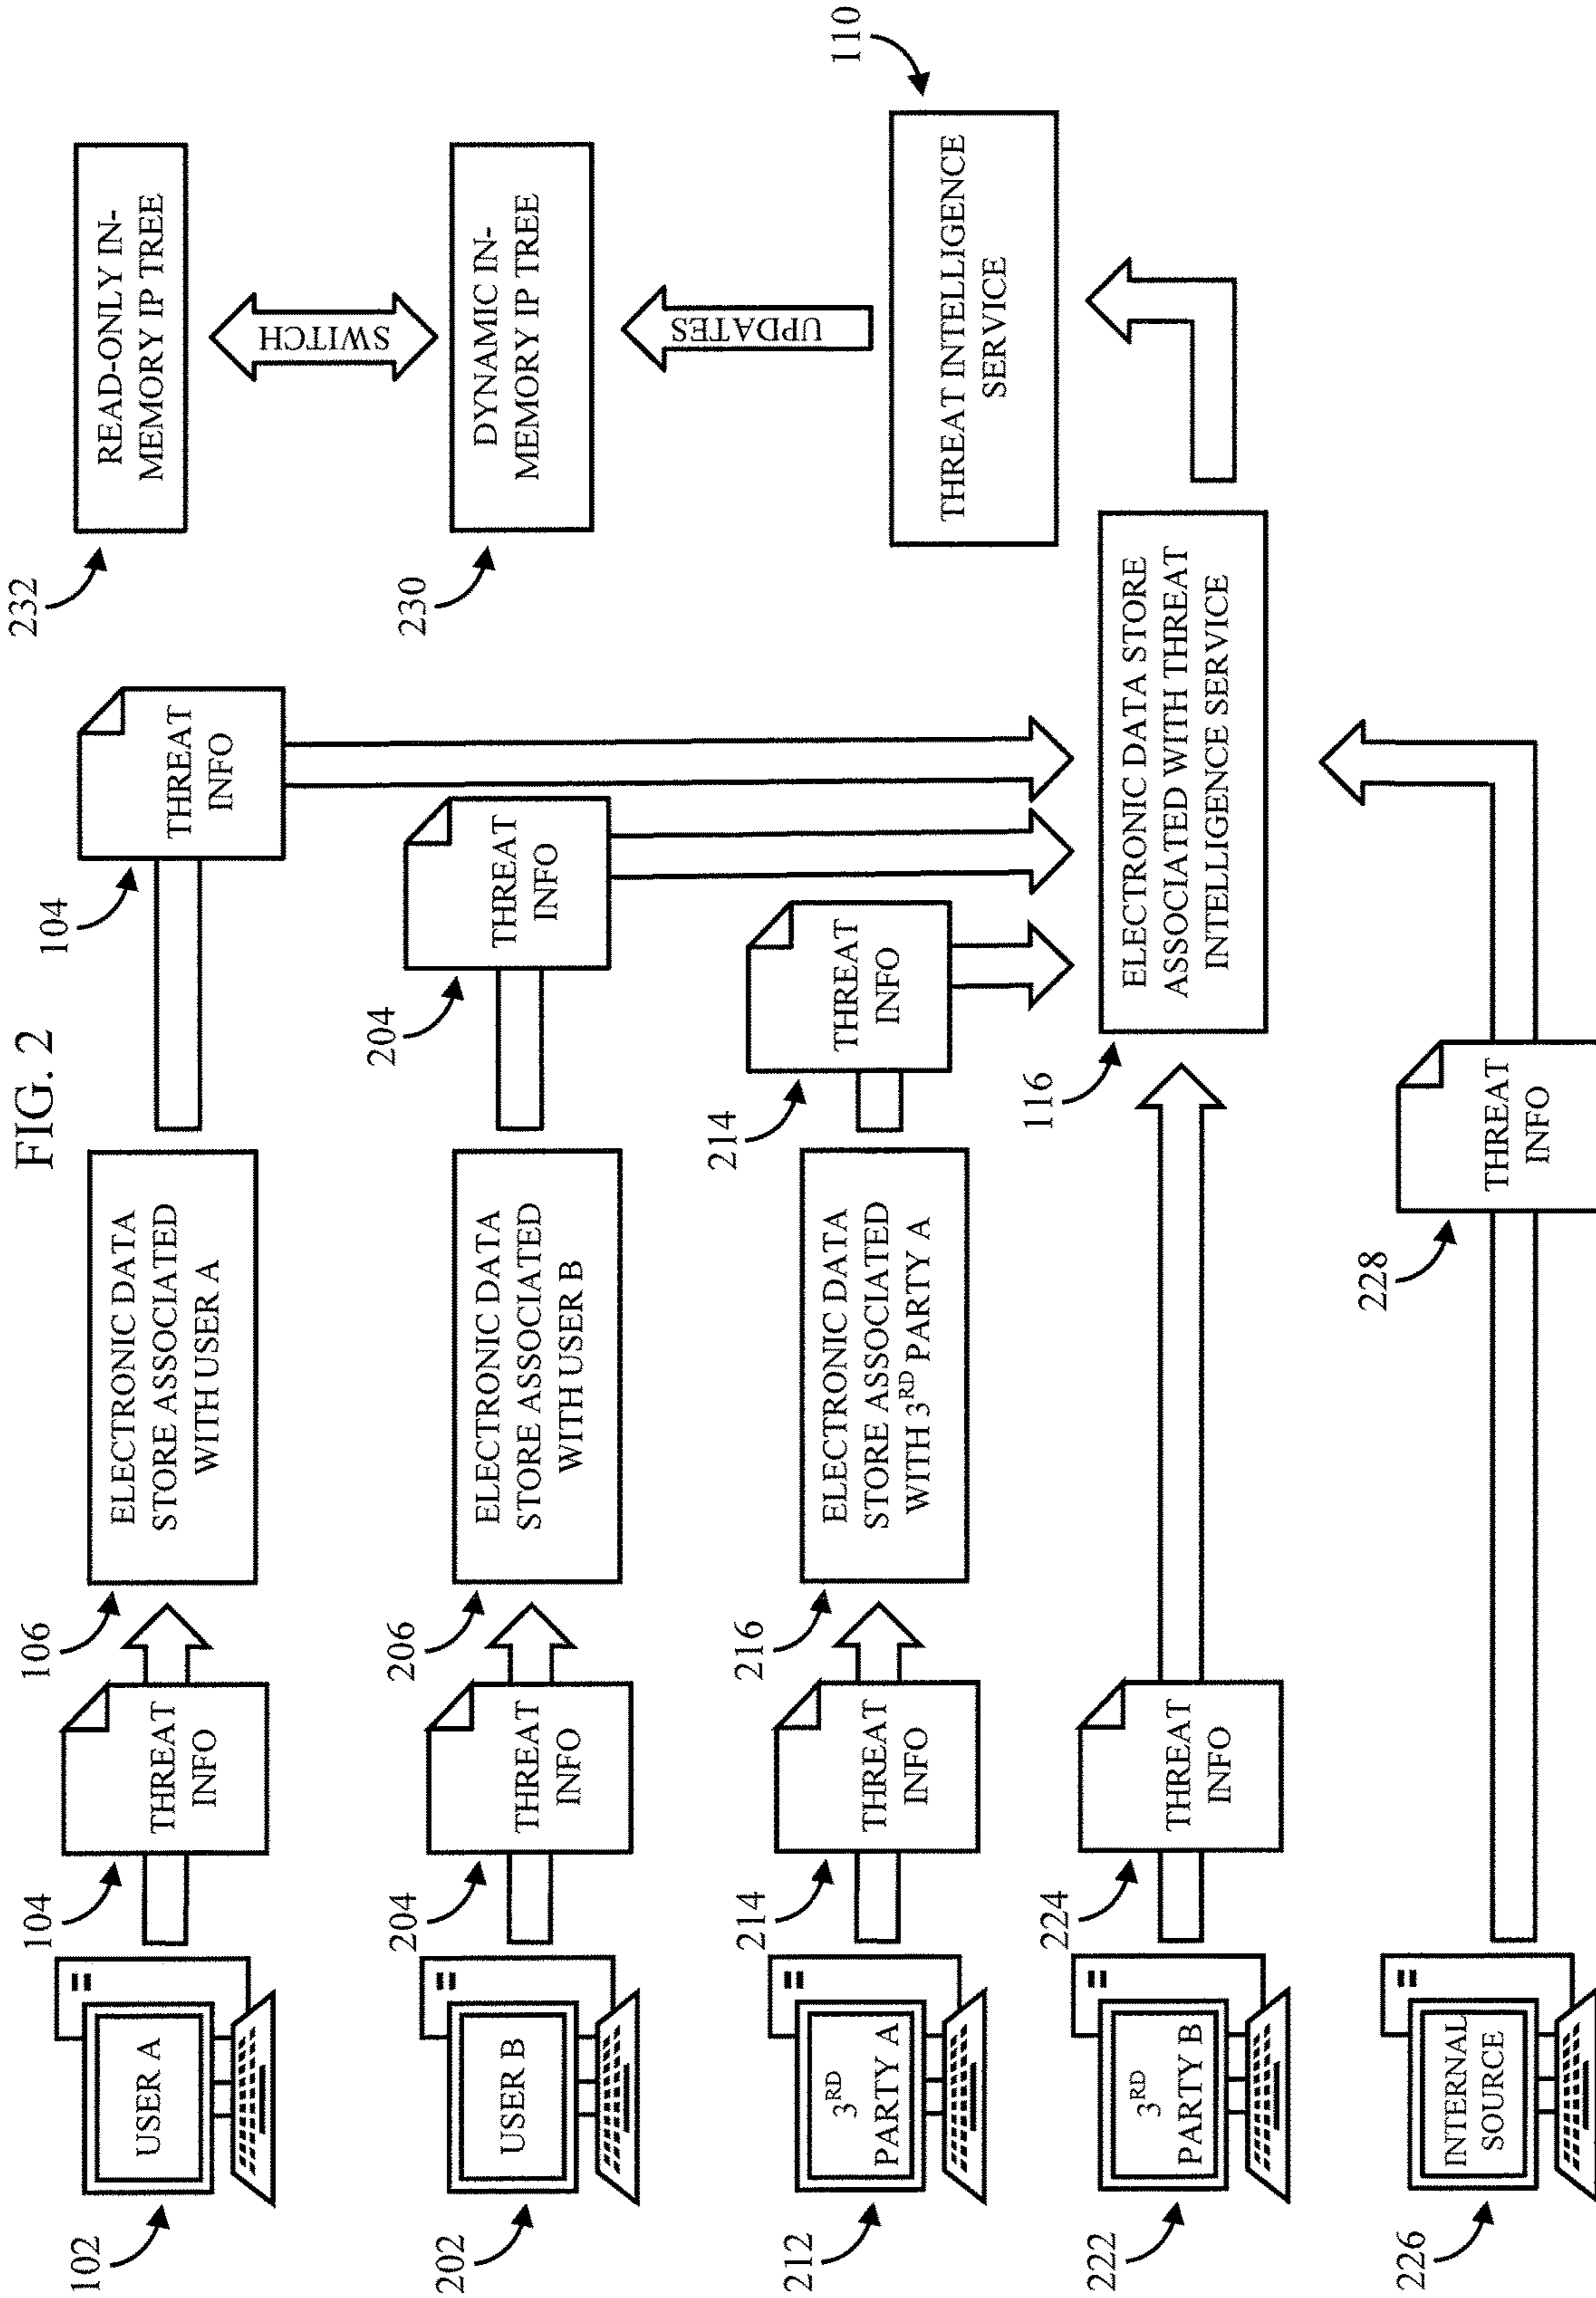 FIG. 2
102
USER A
104
THREAT
INFO
106
ELECTRONIC DATA
STORE ASSOCIATED
WITH USER A
104
THREAT
INFO
232
READ-ONLY IN-
MEMORY IP TREE
SWITCH
202
USER B
204
THREAT
INFO
206
ELECTRONIC DATA
STORE ASSOCIATED
WITH USER B
204
THREAT
INFO
230
DYNAMIC IN-
MEMORY IP TREE
UPDATES
212
3RD
PARTY A
214
THREAT
INFO
216
ELECTRONIC DATA
STORE ASSOCIATED
WITH 3RD PARTY A
214
THREAT
INFO
110
THREAT INTELLIGENCE
SERVICE
222
3RD
PARTY B
224
THREAT
INFO
116
ELECTRONIC DATA STORE
ASSOCIATED WITH THREAT
INTELLIGENCE SERVICE
226
INTERNAL
SOURCE
228
THREAT
INFO